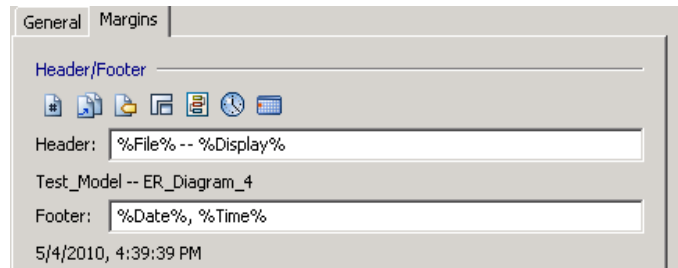 General Margins
Header/Footer
Header: %File% -- %Display%
Test_Model -- ER_Diagram_4
Footer: %Date%, %Time%
5/4/2010, 4:39:39 PM